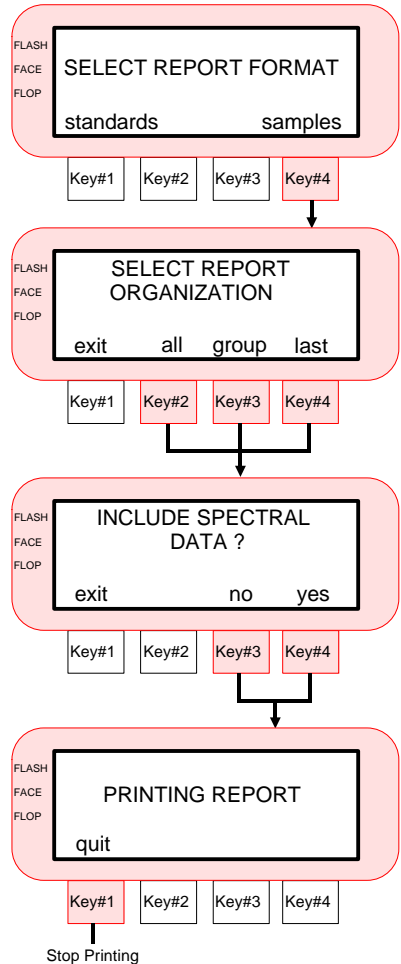 FLASH
FACE
FLOP
SELECT REPORT FORMAT
standards samples
Key#1 Key#2 Key#3 Key#4
FLASH
FACE
FLOP
SELECT REPORT
ORGANIZATION
exit all group last
Key#1 Key#2 Key#3 Key#4
FLASH
FACE
FLOP
INCLUDE SPECTRAL
DATA ?
exit no yes
Key#1 Key#2 Key#3 Key#4
FLASH
FACE
FLOP
PRINTING REPORT
quit
Key#1 Key#2 Key#3 Key#4
Stop Printing